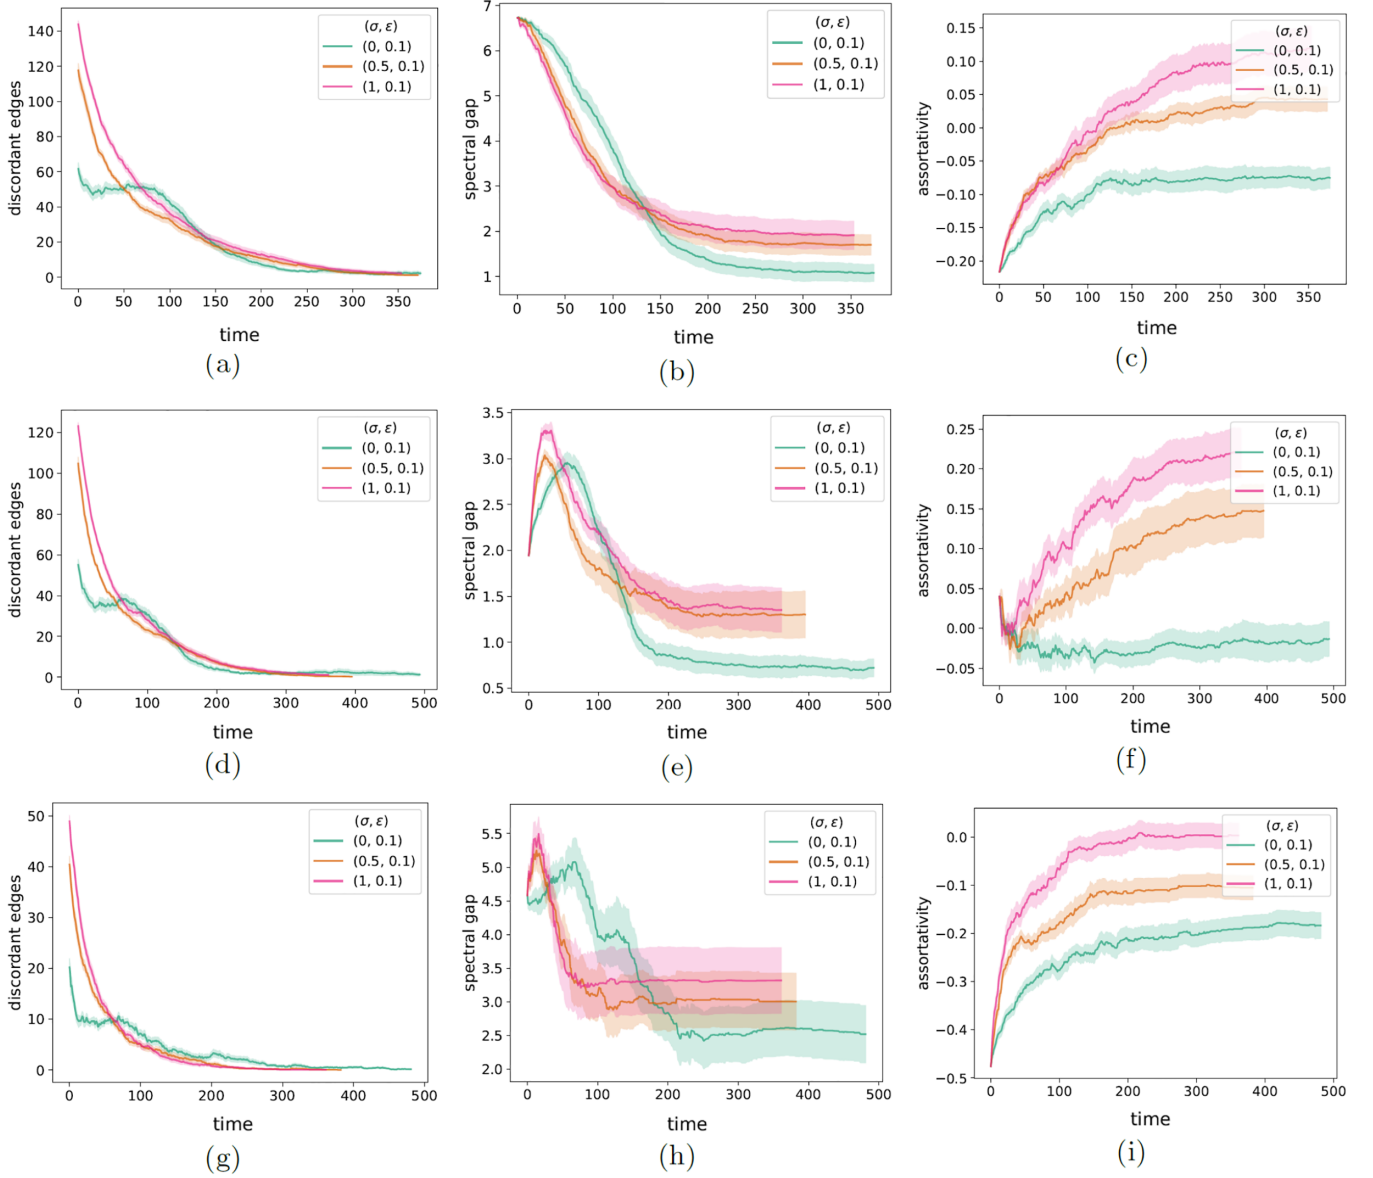 discordant edges
140
120
100
80
60
40
20
0
(σ, ε)
(0, 0.1)
(0.5, 0.1)
(1, 0.1)
0 50 100 150 200 250 300 350
time
(a)
spectral gap
7
6
5
4
3
2
1
(σ, ε)
(0, 0.1)
(0.5, 0.1)
(1, 0.1)
0 50 100 150 200 250 300 350
time
(b)
assortativity
0.15
0.10
0.05
0.00
−0.05
−0.10
−0.15
−0.20
(σ, ε)
(0, 0.1)
(0.5, 0.1)
(1, 0.1)
0 50 100 150 200 250 300 350
time
(c)
discordant edges
120
100
80
60
40
20
0
(σ, ε)
(0, 0.1)
(0.5, 0.1)
(1, 0.1)
0 100 200 300 400 500
time
(d)
spectral gap
3.5
3.0
2.5
2.0
1.5
1.0
0.5
(σ, ε)
(0, 0.1)
(0.5, 0.1)
(1, 0.1)
0 100 200 300 400 500
time
(e)
assortativity
0.25
0.20
0.15
0.10
0.05
0.00
−0.05
(σ, ε)
(0, 0.1)
(0.5, 0.1)
(1, 0.1)
0 100 200 300 400 500
time
(f)
discordant edges
50
40
30
20
10
0
(σ, ε)
(0, 0.1)
(0.5, 0.1)
(1, 0.1)
0 100 200 300 400 500
time
(g)
spectral gap
5.5
5.0
4.5
4.0
3.5
3.0
2.5
2.0
(σ, ε)
(0, 0.1)
(0.5, 0.1)
(1, 0.1)
0 100 200 300 400 500
time
(h)
assortativity
0.0
−0.1
−0.2
−0.3
−0.4
−0.5
(σ, ε)
(0, 0.1)
(0.5, 0.1)
(1, 0.1)
0 100 200 300 400 500
time
(i)